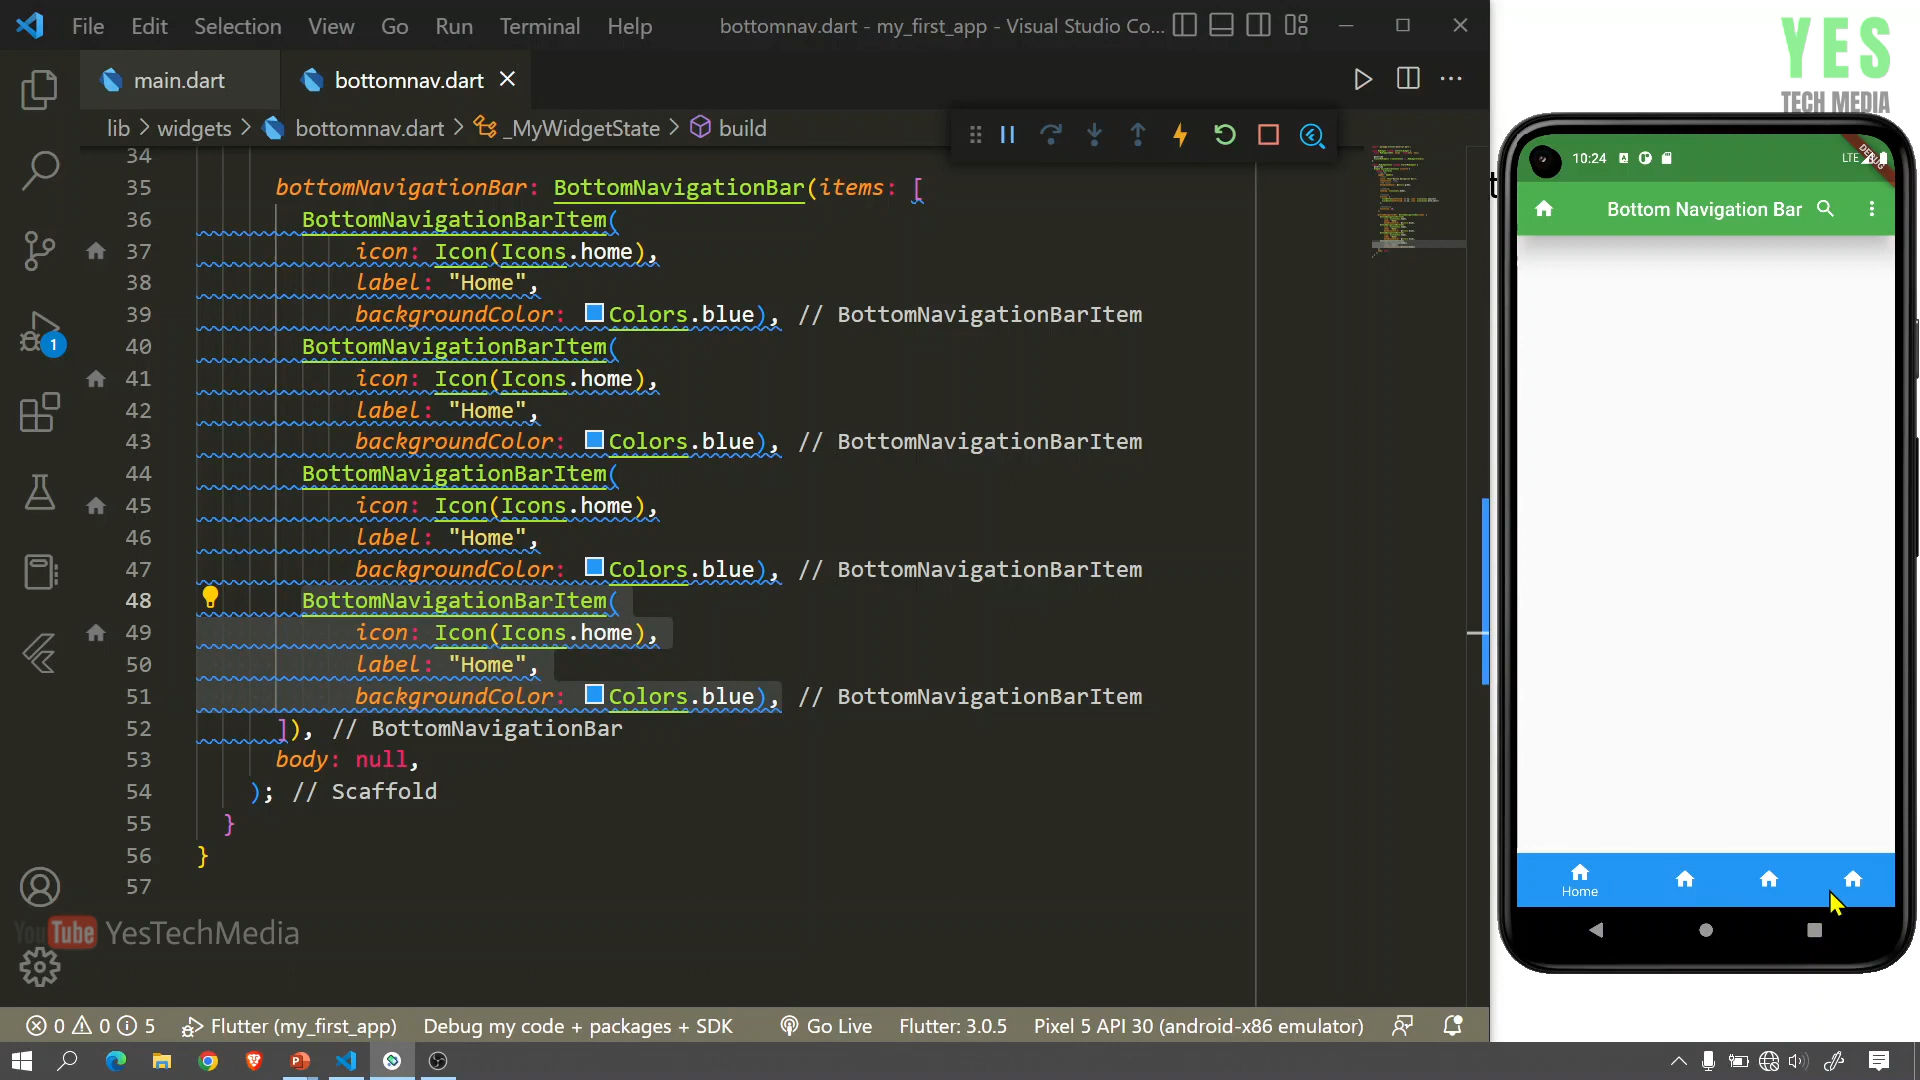 File Edit Selection View Go Run Terminal Help bottomnav.dart - my_first_app - Visual Studio Co...
YES
TECH MEDIA
main.dart bottomnav.dart
lib > widgets > bottomnav.dart > _MyWidgetState > build
34
35 bottomNavigationBar: BottomNavigationBar(items: [
36 BottomNavigationBarItem(
37 icon: Icon(Icons.home),
38 label: "Home",
39 backgroundColor: Colors.blue), // BottomNavigationBarItem
40 BottomNavigationBarItem(
41 icon: Icon(Icons.home),
42 label: "Home",
43 backgroundColor: Colors.blue), // BottomNavigationBarItem
44 BottomNavigationBarItem(
45 icon: Icon(Icons.home),
46 label: "Home",
47 backgroundColor: Colors.blue), // BottomNavigationBarItem
48 BottomNavigationBarItem(
49 icon: Icon(Icons.home),
50 label: "Home",
51 backgroundColor: Colors.blue), // BottomNavigationBarItem
52 ]), // BottomNavigationBar
53 body: null,
54 ); // Scaffold
55 }
56 }
57
1
10:24 LTE
DEBUG
Bottom Navigation Bar
Home
YouTube YesTechMedia
0 0 5 Flutter (my_first_app) Debug my code + packages + SDK Go Live Flutter: 3.0.5 Pixel 5 API 30 (android-x86 emulator)